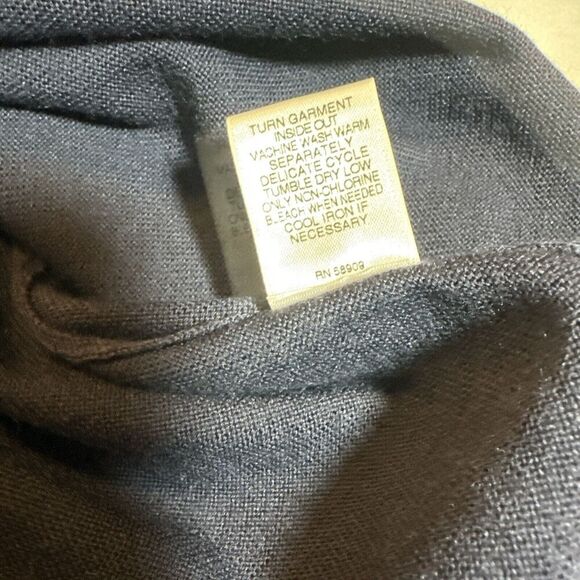 TURN GARMENT
INSIDE OUT
MACHINE WASH WARM
SEPARATELY
DELICATE CYCLE
TUMBLE DRY LOW
ONLY NON-CHLORINE
BLEACH WHEN NEEDED
COOL IRON IF
NECESSARY
RN 58909